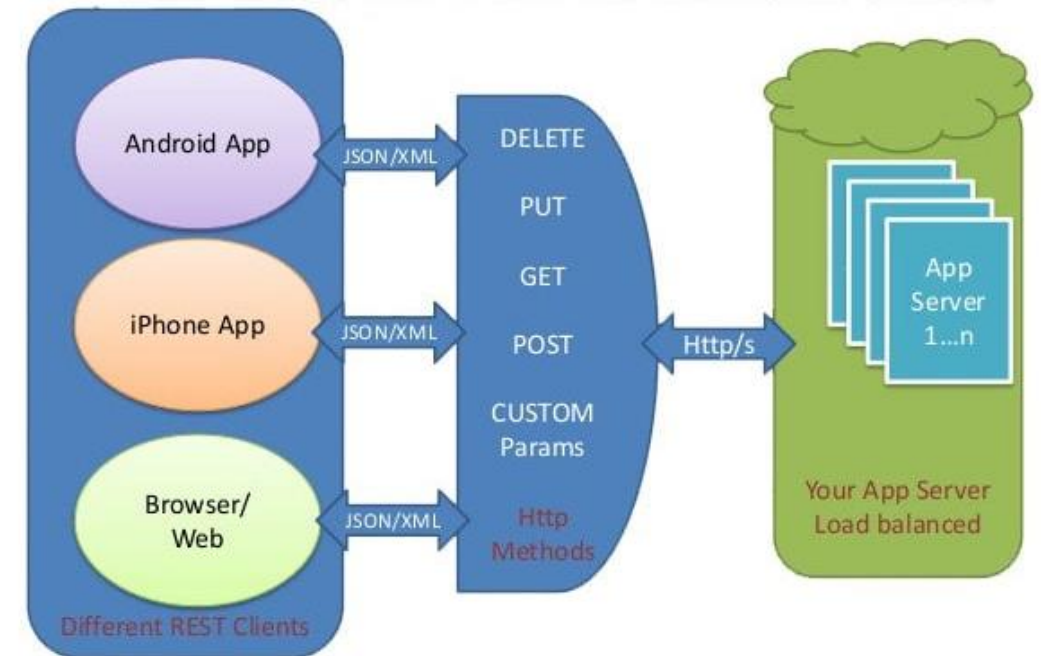 Android App
JSON/XML
iPhone App
JSON/XML
Browser/
Web
JSON/XML
Different REST Clients
DELETE
PUT
GET
POST
CUSTOM
Params
Http
Methods
Http/s
App
Server
1...n
Your App Server
Load balanced